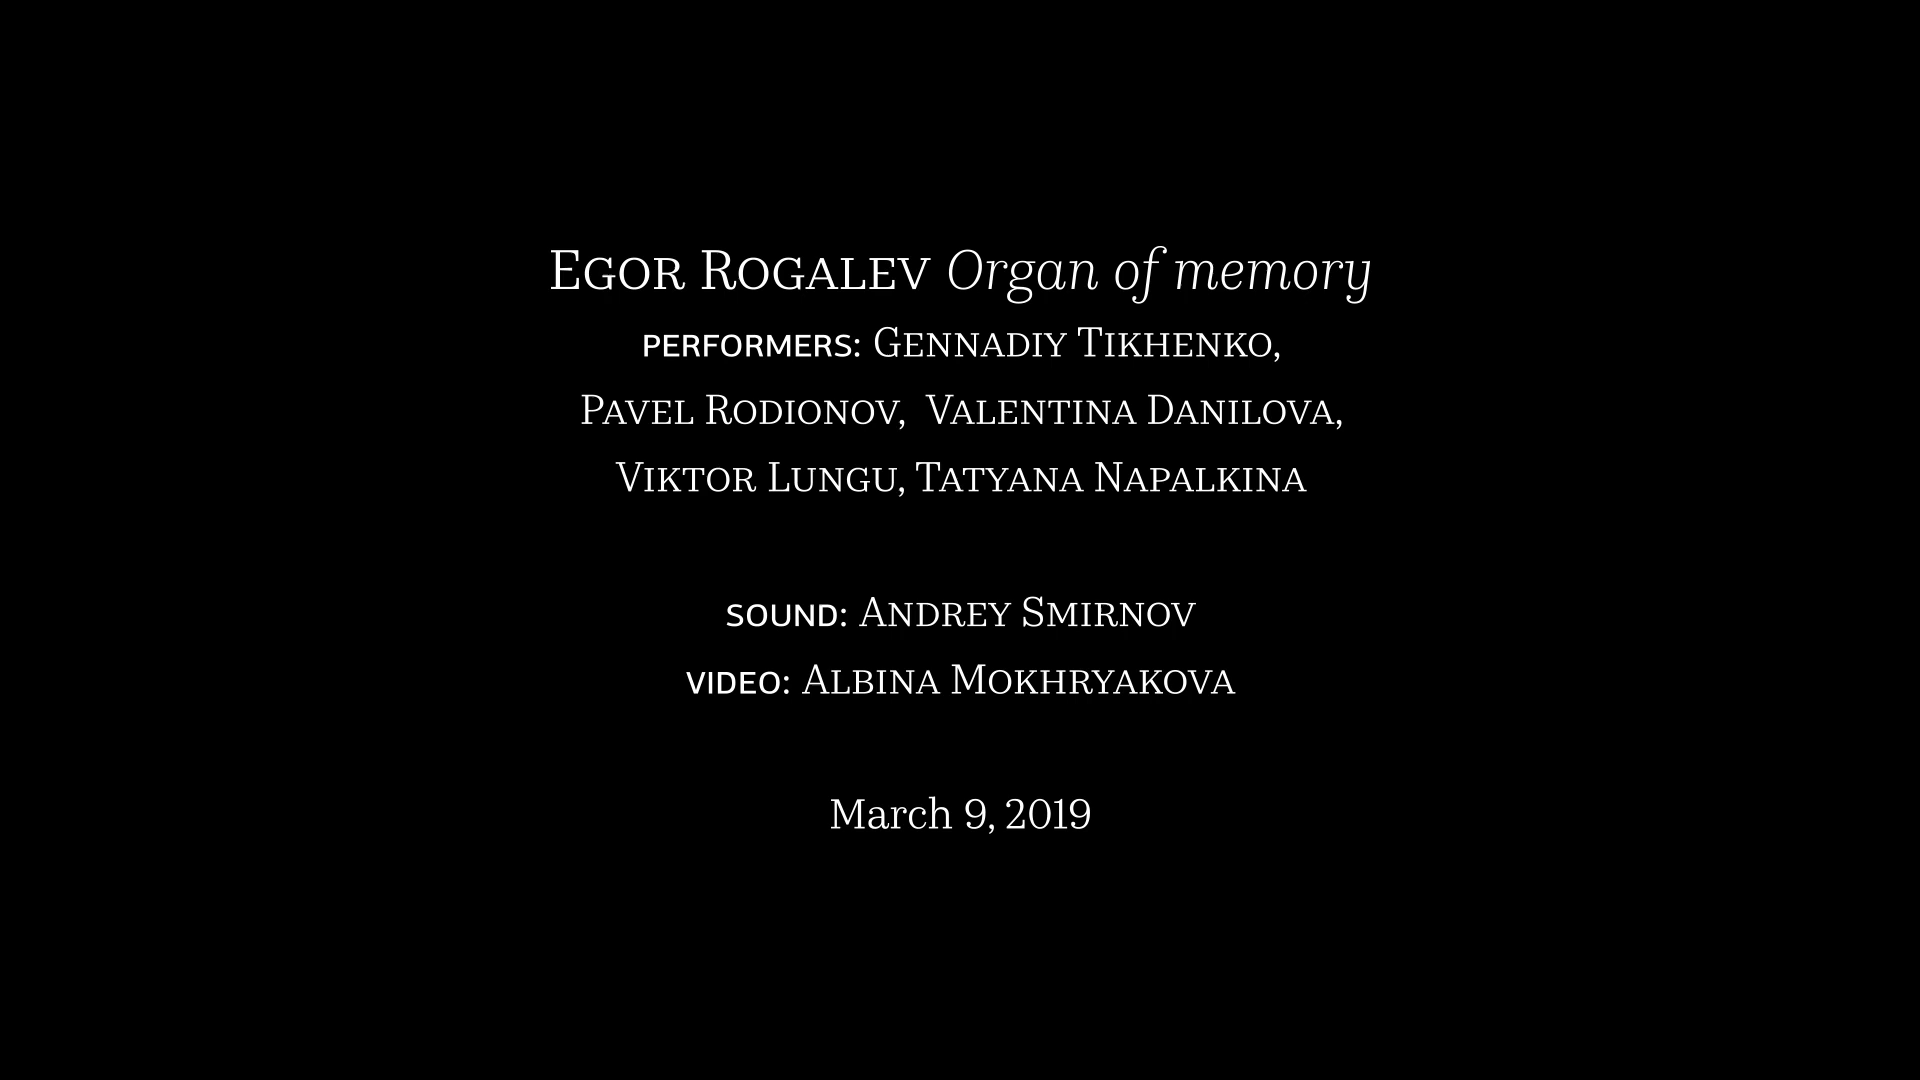 Egor Rogalev Organ of memory
PERFORMERS: Gennadiy Tikhenko,
Pavel Rodionov, Valentina Danilova,
Viktor Lungu, Tatyana Napalkina
SOUND: Andrey Smirnov
VIDEO: Albina Mokhryakova
March 9, 2019